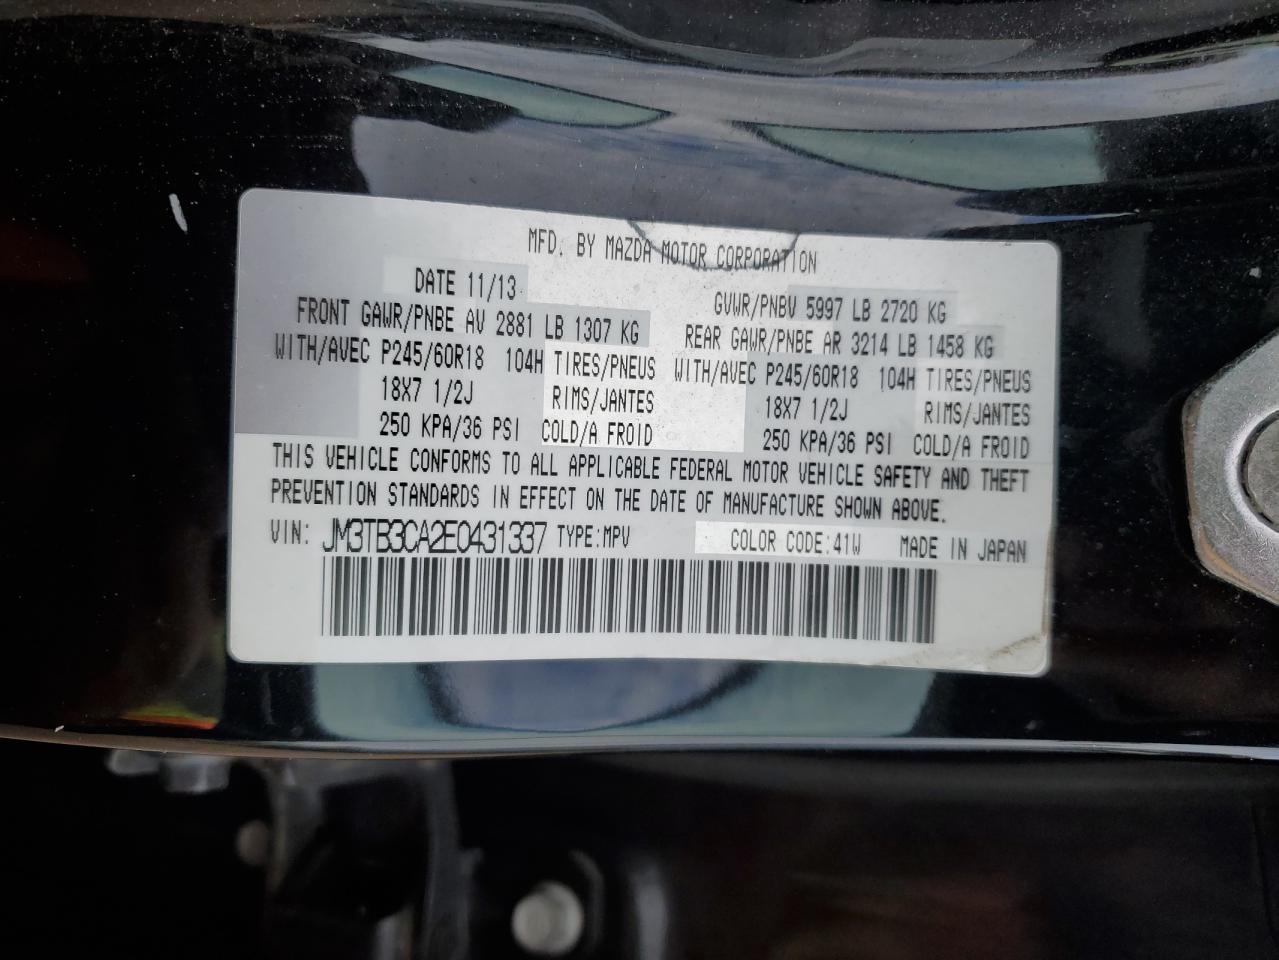 MFD. BY MAZDA MOTOR CORPORATION
DATE 11/13 GVWR/PNBV 5997 LB 2720 KG
FRONT GAWR/PNBE AV 2881 LB 1307 KG REAR GAWR/PNBE AR 3214 LB 1458 KG
WITH/AVEC P245/60R18 104H TIRES/PNEUS WITH/AVEC P245/60R18 104H TIRES/PNEUS
18X7 1/2J RIMS/JANTES 18X7 1/2J RIMS/JANTES
250 KPA/36 PSI COLD/A FROID 250 KPA/36 PSI COLD/A FROID
THIS VEHICLE CONFORMS TO ALL APPLICABLE FEDERAL MOTOR VEHICLE SAFETY AND THEFT
PREVENTION STANDARDS IN EFFECT ON THE DATE OF MANUFACTURE SHOWN ABOVE.
VIN: JM3TB3CA2E0431337 TYPE:MPV COLOR CODE:41W MADE IN JAPAN